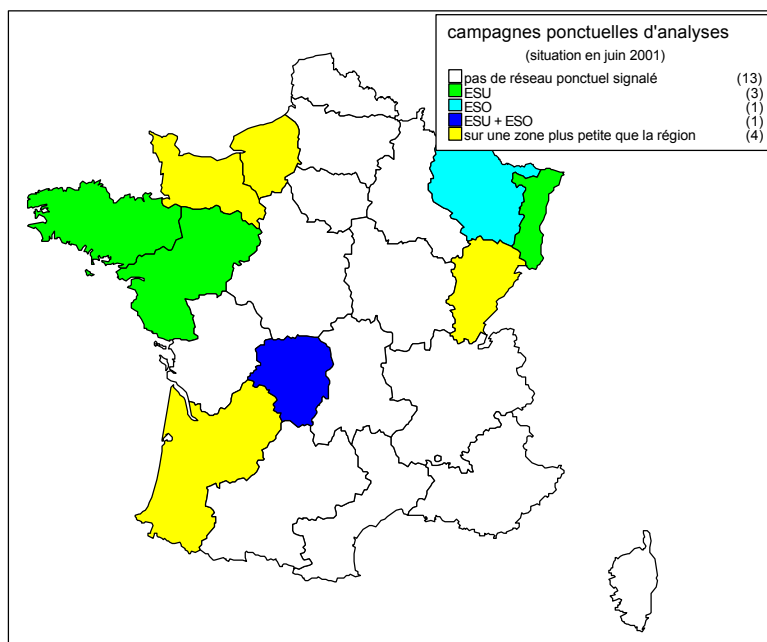 campagnes ponctuelles d'analyses
(situation en juin 2001)
pas de réseau ponctuel signalé (13)
ESU (3)
ESO (1)
ESU + ESO (1)
sur une zone plus petite que la région (4)